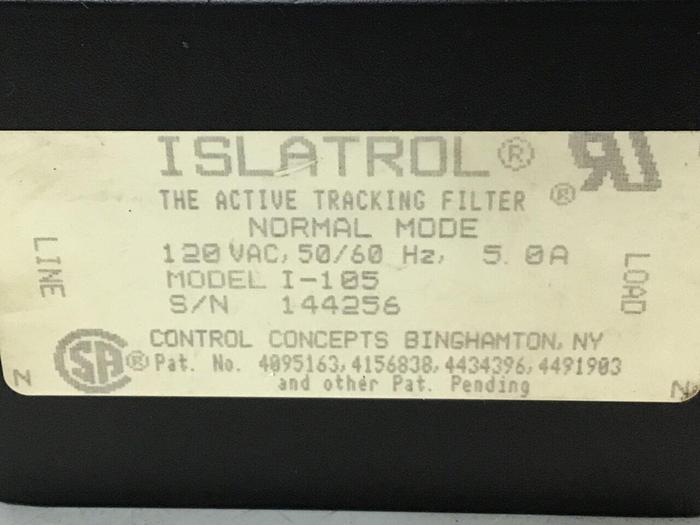 ISLATROL®
THE ACTIVE TRACKING FILTER ®
NORMAL MODE
120 VAC, 50/60 Hz, 5.0A
MODEL I-105
S/N 144256
LINE
LOAD
CONTROL CONCEPTS BINGHAMTON, NY
SA ® Pat. No. 4095163, 4156838, 4434396, 4491903
and other Pat. Pending
N
N